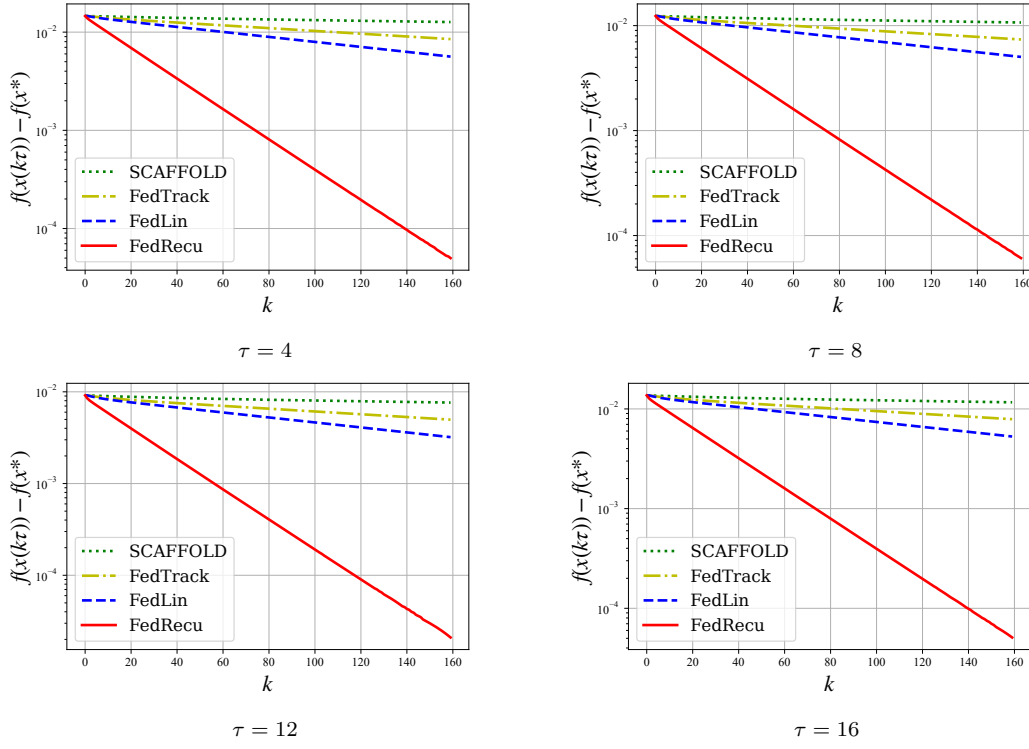 f(x(kτ)) − f(x*)
10⁻²
10⁻³
10⁻⁴
SCAFFOLD
FedTrack
FedLin
FedRecu
0 20 40 60 80 100 120 140 160
k
τ = 4
f(x(kτ)) − f(x*)
10⁻²
10⁻³
10⁻⁴
SCAFFOLD
FedTrack
FedLin
FedRecu
0 20 40 60 80 100 120 140 160
k
τ = 8
f(x(kτ)) − f(x*)
10⁻²
10⁻³
10⁻⁴
SCAFFOLD
FedTrack
FedLin
FedRecu
0 20 40 60 80 100 120 140 160
k
τ = 12
f(x(kτ)) − f(x*)
10⁻²
10⁻³
10⁻⁴
SCAFFOLD
FedTrack
FedLin
FedRecu
0 20 40 60 80 100 120 140 160
k
τ = 16